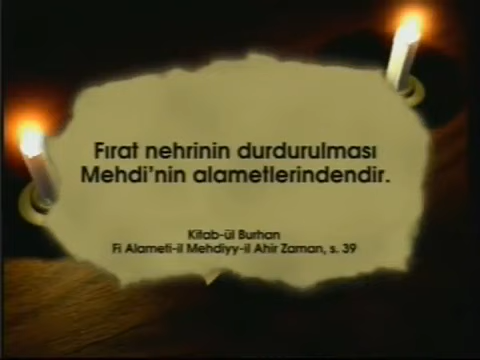 Fırat nehrinin durdurulması
Mehdi'nin alametlerindendir.
Kitab-ül Burhan
Fi Alameti-il Mehdiyy-il Ahir Zaman, s. 39